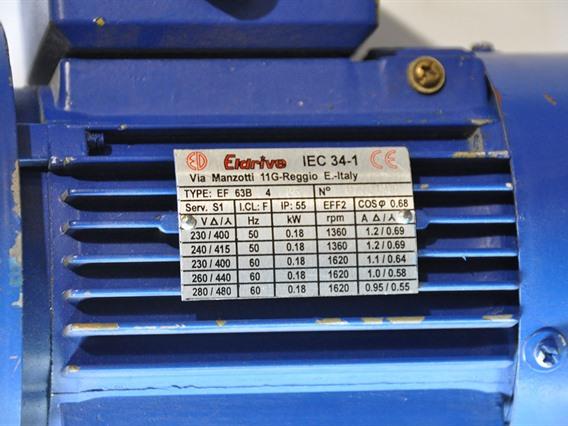 ED Eldrive IEC 34-1 CE
Via Manzotti 11G-Reggio E.-Italy
TYPE: EF 63B 4 N°
Serv. S1 I.CL: F IP: 55 EFF2 COSφ 0.68
V Δ/⅄ Hz kW rpm A Δ/⅄
230 / 400 50 0.18 1360 1.2 / 0.69
240 / 415 50 0.18 1360 1.2 / 0.69
230 / 400 60 0.18 1620 1.1 / 0.64
260 / 440 60 0.18 1620 1.0 / 0.58
280 / 480 60 0.18 1620 0.95 / 0.55